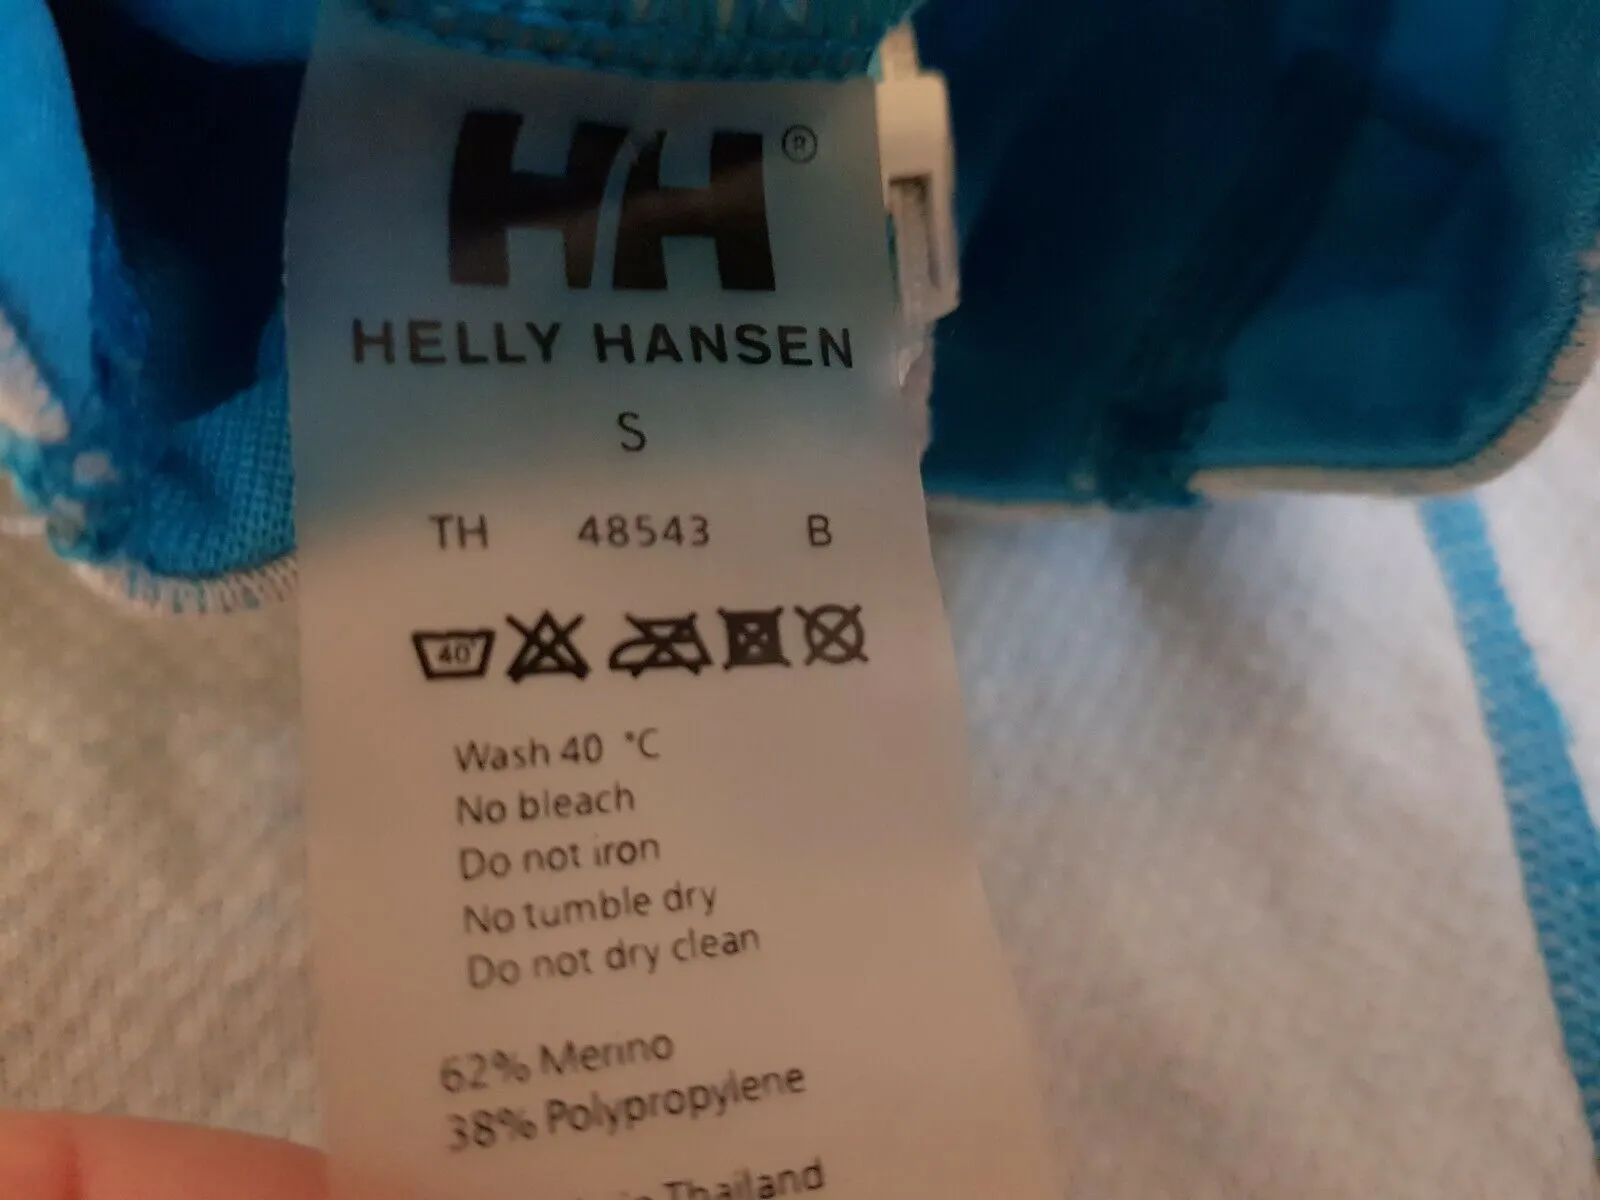 HH®
HELLY HANSEN
S
TH 48543 B
40°
Wash 40 °C
No bleach
Do not iron
No tumble dry
Do not dry clean
62% Merino
38% Polypropylene
Thailand